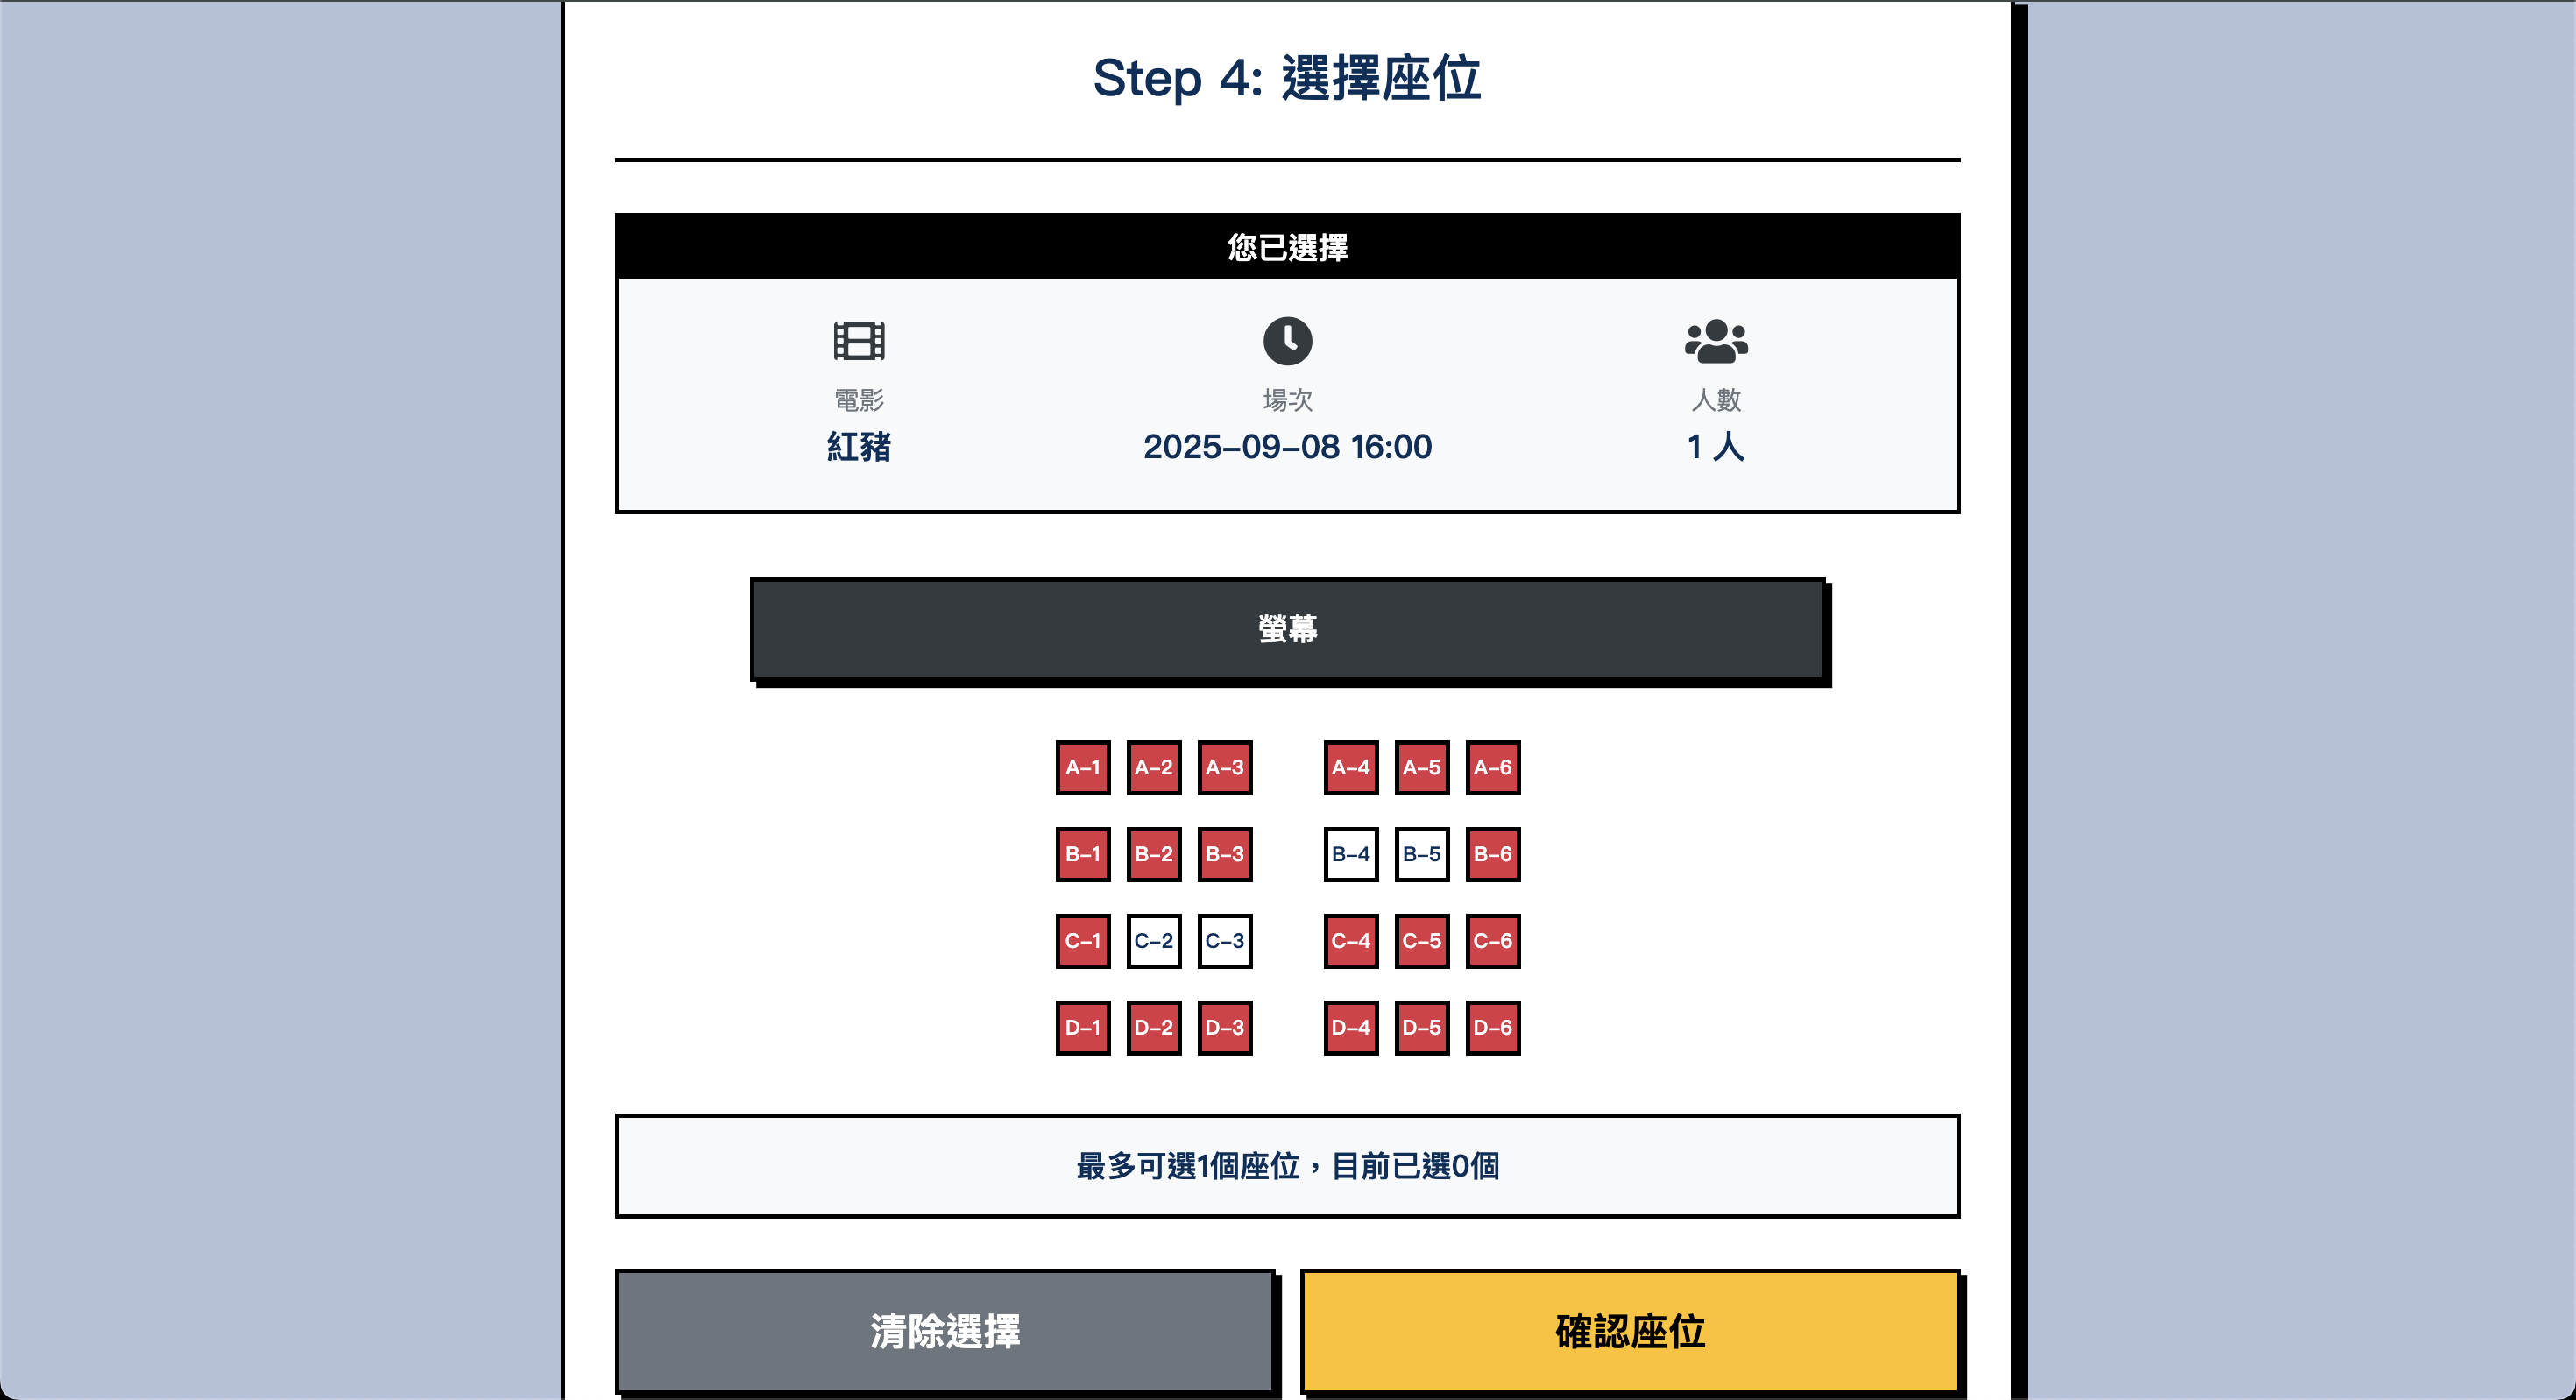 Step 4: 選擇座位
您已選擇
電影 場次 人數
紅豬 2025-09-08 16:00 1 人
螢幕
A-1 A-2 A-3 A-4 A-5 A-6
B-1 B-2 B-3 B-4 B-5 B-6
C-1 C-2 C-3 C-4 C-5 C-6
D-1 D-2 D-3 D-4 D-5 D-6
最多可選1個座位，目前已選0個
清除選擇 確認座位